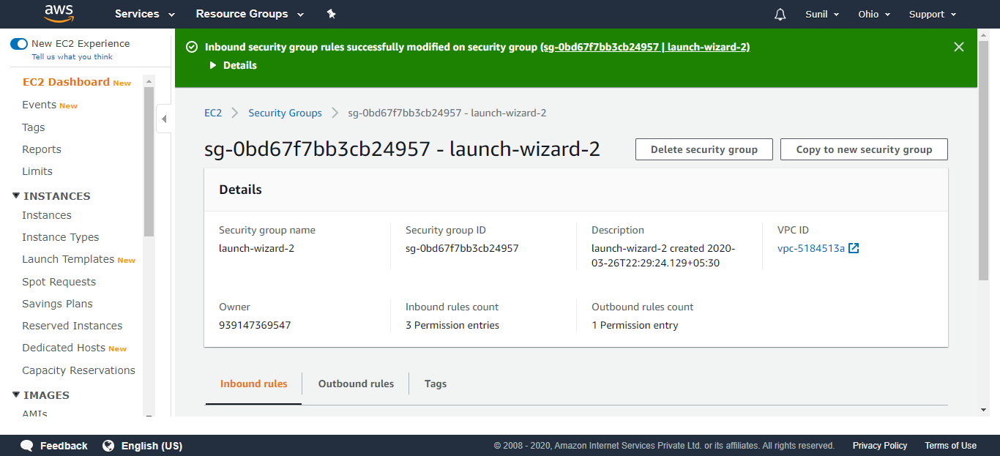 aws Services Resource Groups Sunil Ohio Support
New EC2 Experience
Tell us what you think
EC2 Dashboard New
Events New
Tags
Reports
Limits
INSTANCES
Instances
Instance Types
Launch Templates New
Spot Requests
Savings Plans
Reserved Instances
Dedicated Hosts New
Capacity Reservations
IMAGES
AMIs
Inbound security group rules successfully modified on security group (sg-0bd67f7bb3cb24957 | launch-wizard-2)
Details
EC2 Security Groups sg-0bd67f7bb3cb24957 - launch-wizard-2
sg-0bd67f7bb3cb24957 - launch-wizard-2 Delete security group Copy to new security group
Details
Security group name Security group ID Description VPC ID
launch-wizard-2 sg-0bd67f7bb3cb24957 launch-wizard-2 created 2020- vpc-5184513a
03-26T22:29:24.129+05:30
Owner Inbound rules count Outbound rules count
939147369547 3 Permission entries 1 Permission entry
Inbound rules Outbound rules Tags
Feedback English (US) © 2008 - 2020, Amazon Internet Services Private Ltd. or its affiliates. All rights reserved. Privacy Policy Terms of Use